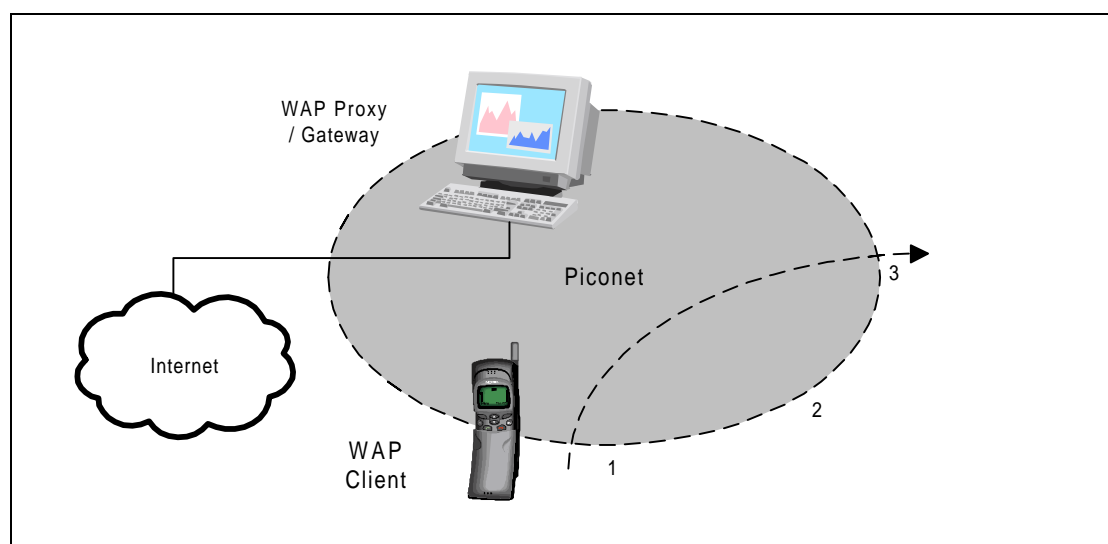 WAP Proxy
/ Gateway
Piconet
3
Internet
2
WAP
Client
1